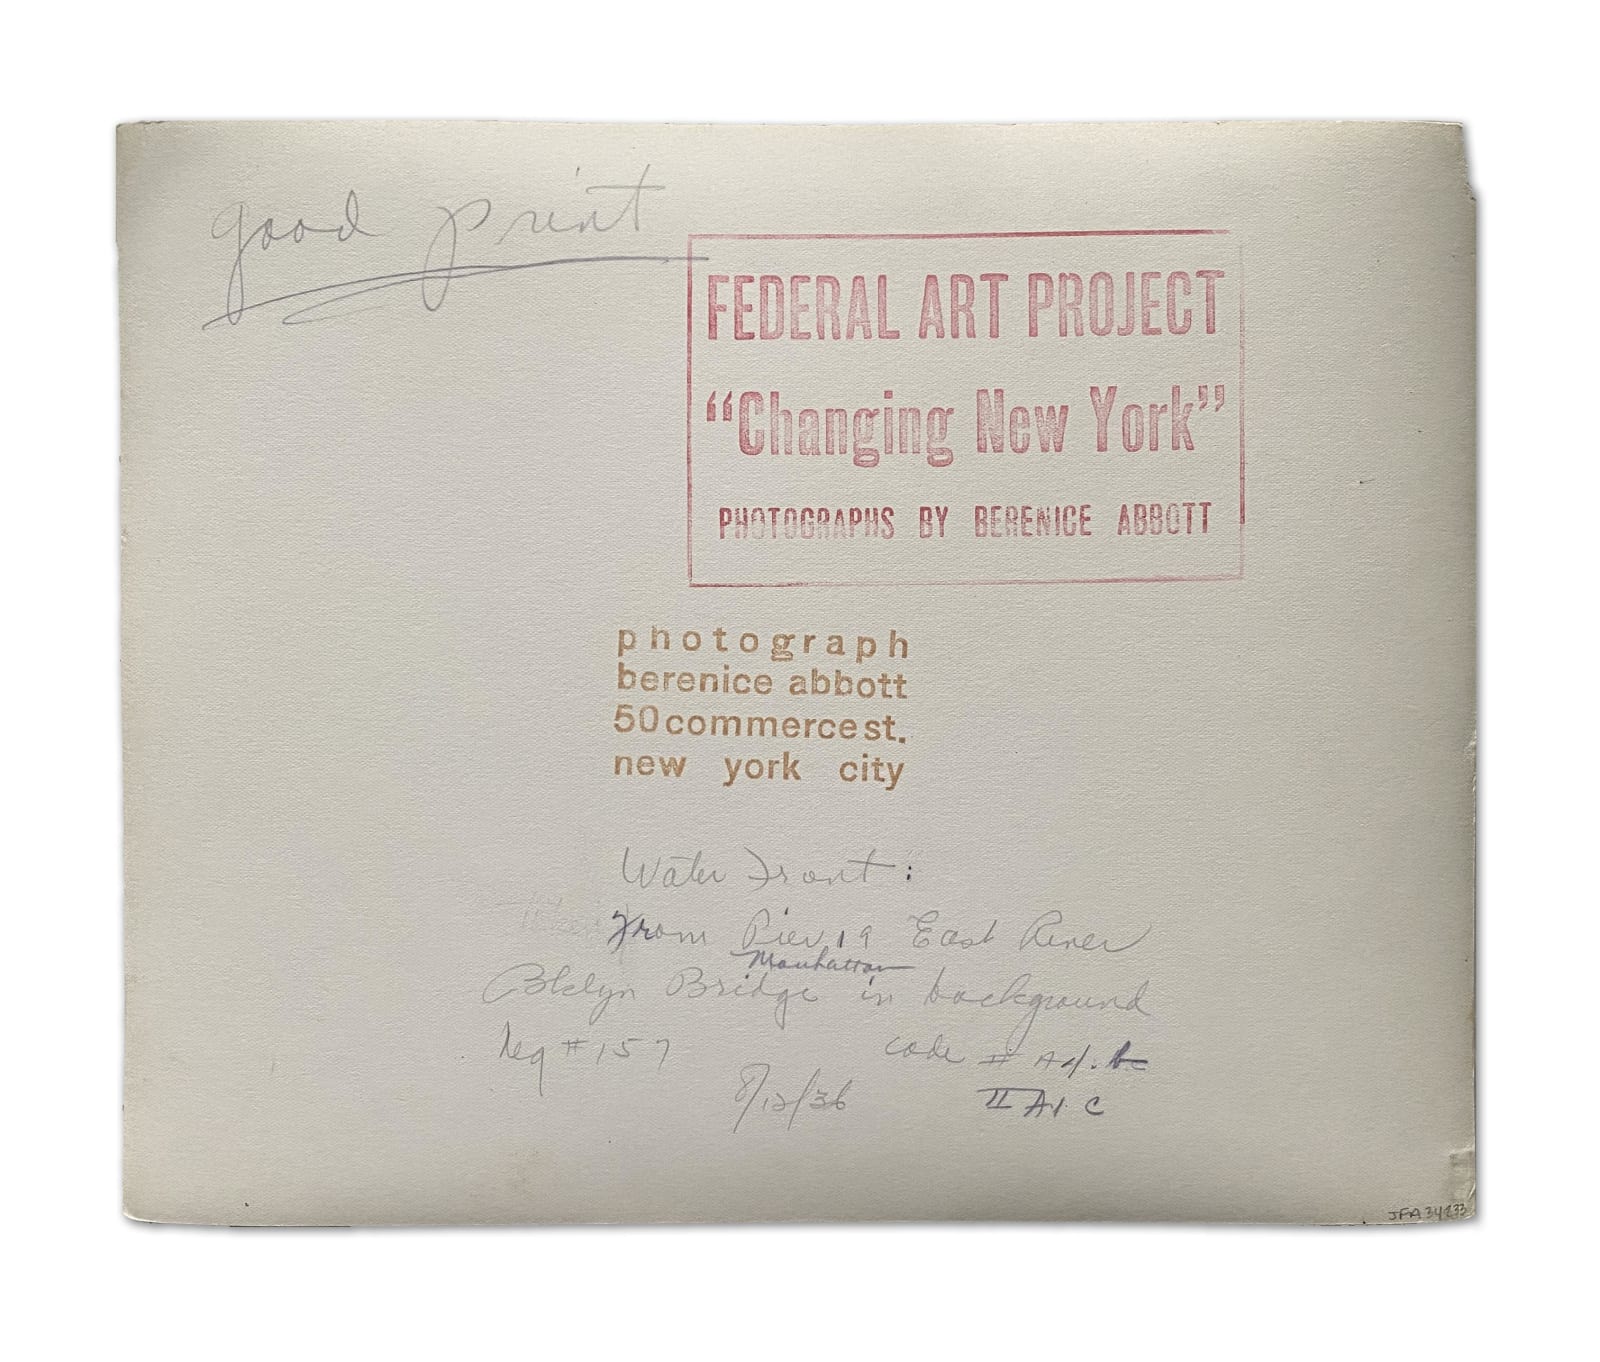 good print
FEDERAL ART PROJECT
“Changing New York”
PHOTOGRAPHS BY BERENICE ABBOTT
photograph
berenice abbott
50 commerce st.
new york city
Water Front:
From Pier 19 East River
Manhattan
Bklyn Bridge in background
Neg # 157 code #
8/12/36 II A1 C